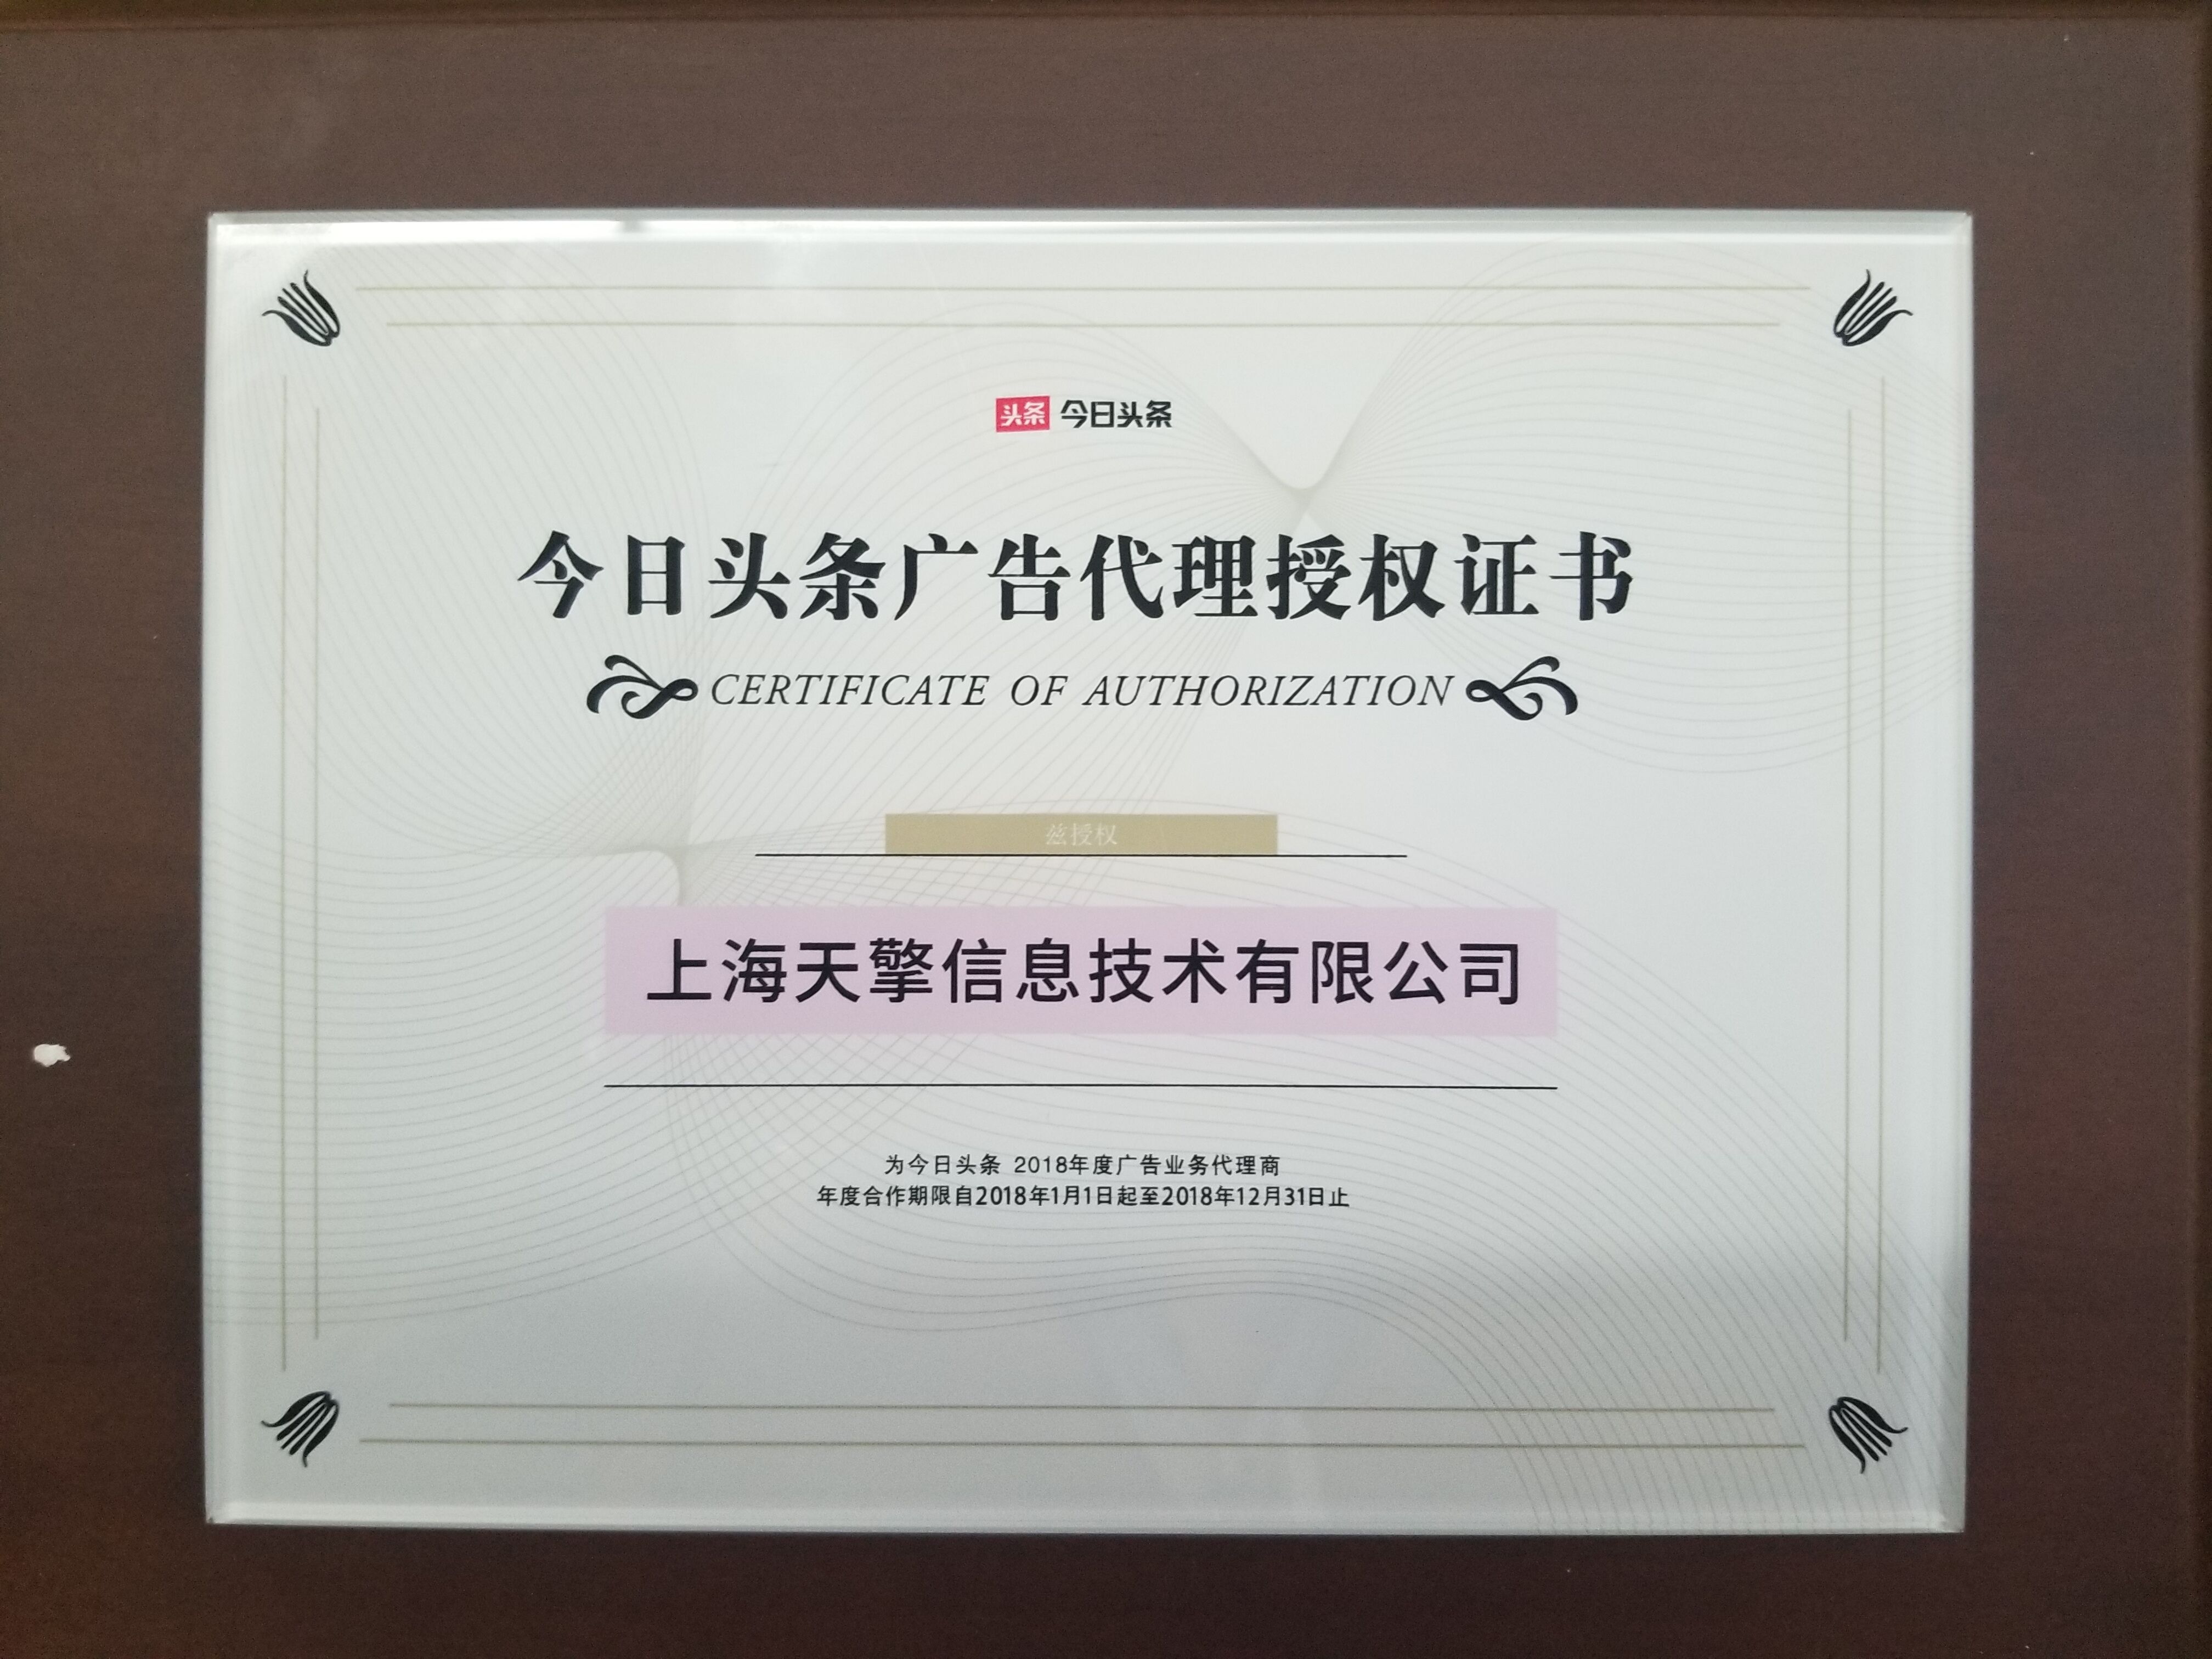 头条 今日头条
今日头条广告代理授权证书
CERTIFICATE OF AUTHORIZATION
兹授权
上海天擎信息技术有限公司
为今日头条 2018年度广告业务代理商
年度合作期限自2018年1月1日起至2018年12月31日止